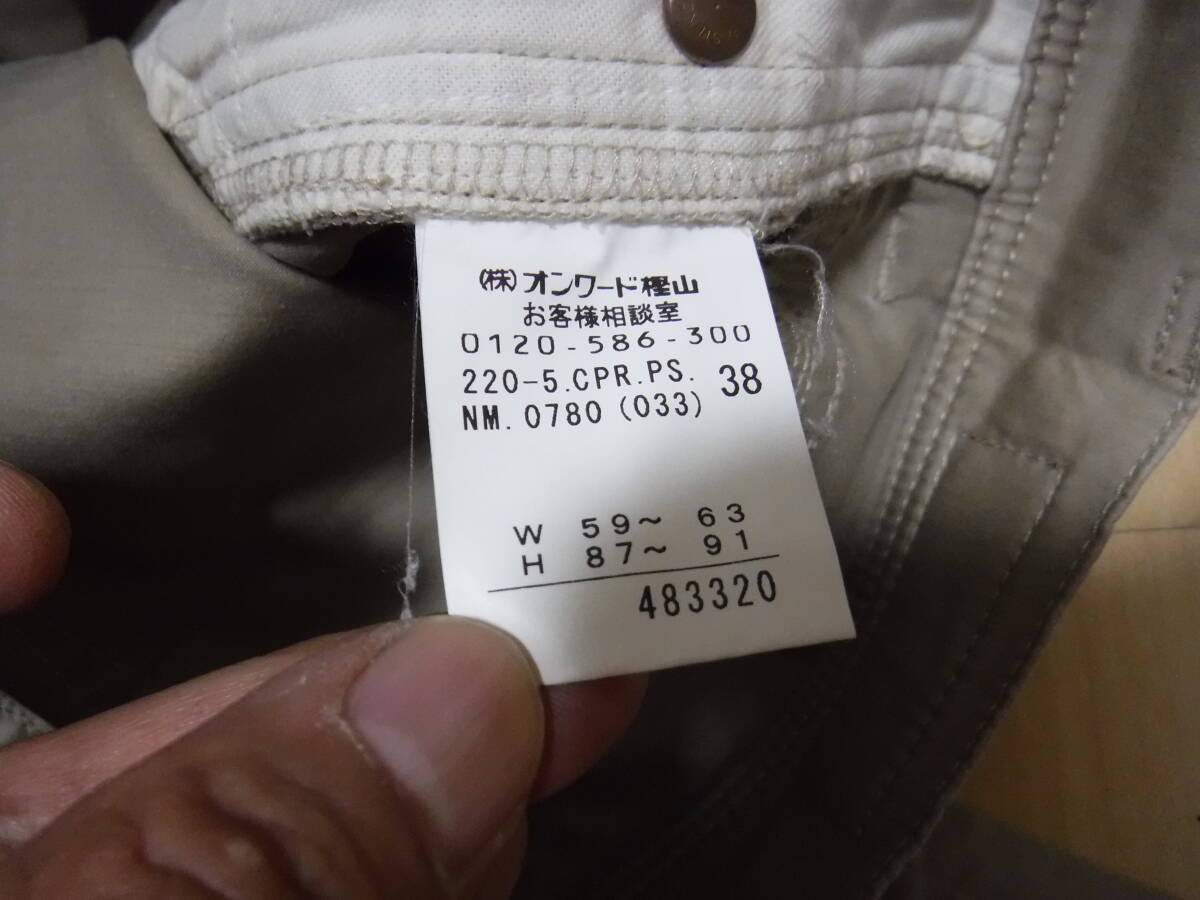 (株)オンワード樫山
お客様相談室
0120-586-300
220-5.CPR.PS. 38
NM.0780 (033)
W 59~ 63
H 87~ 91
483320